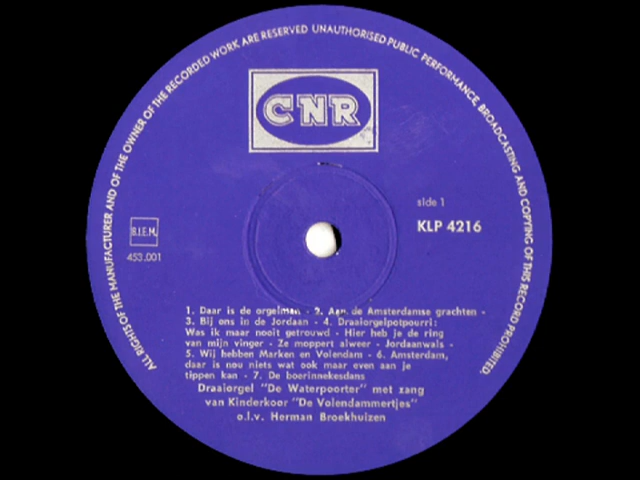 ALL RIGHTS OF THE MANUFACTURER AND OF THE OWNER OF THE RECORDED WORK ARE RESERVED UNAUTHORISED PUBLIC PERFORMANCE, BROADCASTING AND COPYING OF THIS RECORD PROHIBITED.
CNR
side 1
KLP 4216
B.I.E.M.
453.001
1. Daar is de orgelman - 2. Aan de Amsterdamse grachten -
3. Bij ons in de Jordaan - 4. Draaiorgelpotpourri:
Was ik maar nooit getrouwd - Hier heb je de ring
van mijn vinger - Ze moppert alweer - Jordaanwals -
5. Wij hebben Marken en Volendam - 6. Amsterdam,
daar is nou niets wat ook maar even aan je
tippen kan - 7. De boerinnekesdans
Draaiorgel "De Waterpoorter" met zang
van Kinderkoor "De Volendammertjes"
o.l.v. Herman Broekhuizen